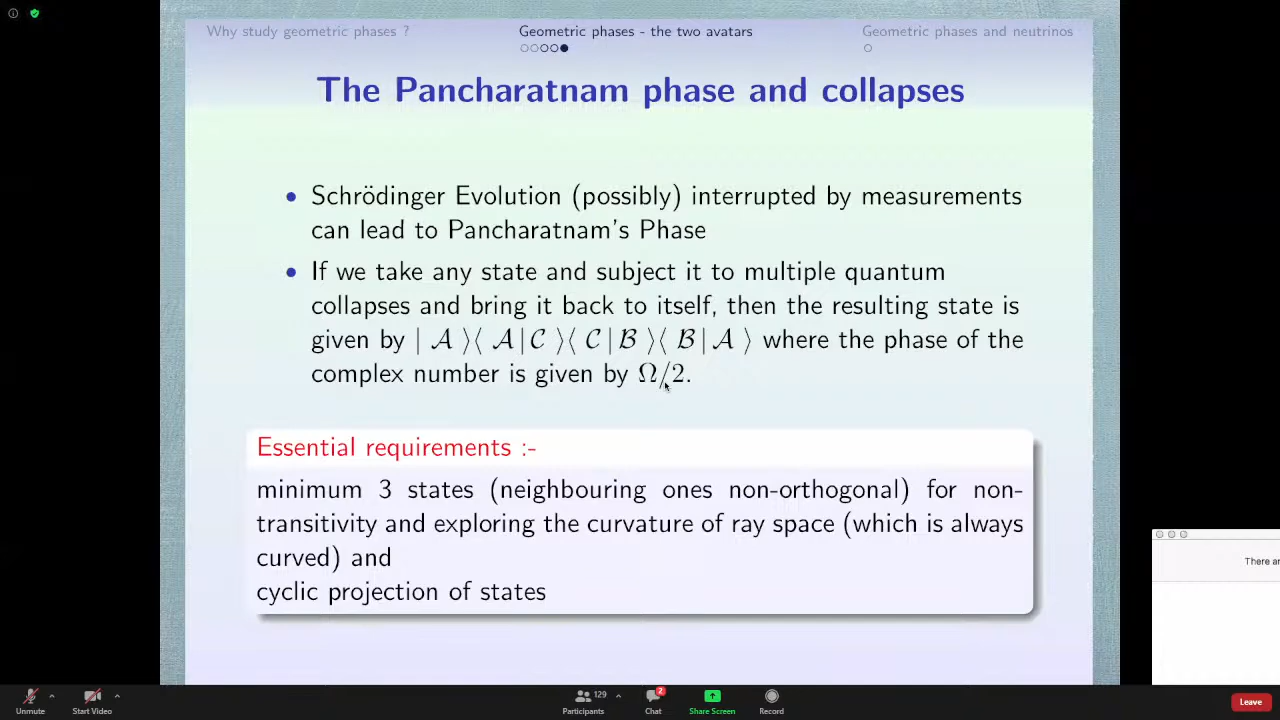 Why study geometric phases ?
Geometric phases - the two avatars
Geometric phases and neutrinos
The Pancharatnam phase and collapses
• Scrödinger Evolution (possibly) interrupted by measurements
can lead to Pancharatnam's Phase
• If we take any state and subject it to multiple quantum
collapses and bring it back to itself, then the resulting state is
given by | A ⟩⟨ A | C ⟩⟨ C | B ⟩⟨ B | A ⟩ where the phase of the
complex number is given by Ω/2.
Essential requirements -
minimum 3 states (neighbouring ones non-orthogonal) for non-
transitivity and exploring the curvature of ray space( which is always
curved) and
cyclic projection of states
There ar
Unmute
Start Video
Participants
129
Chat
Share Screen
Record
Leave